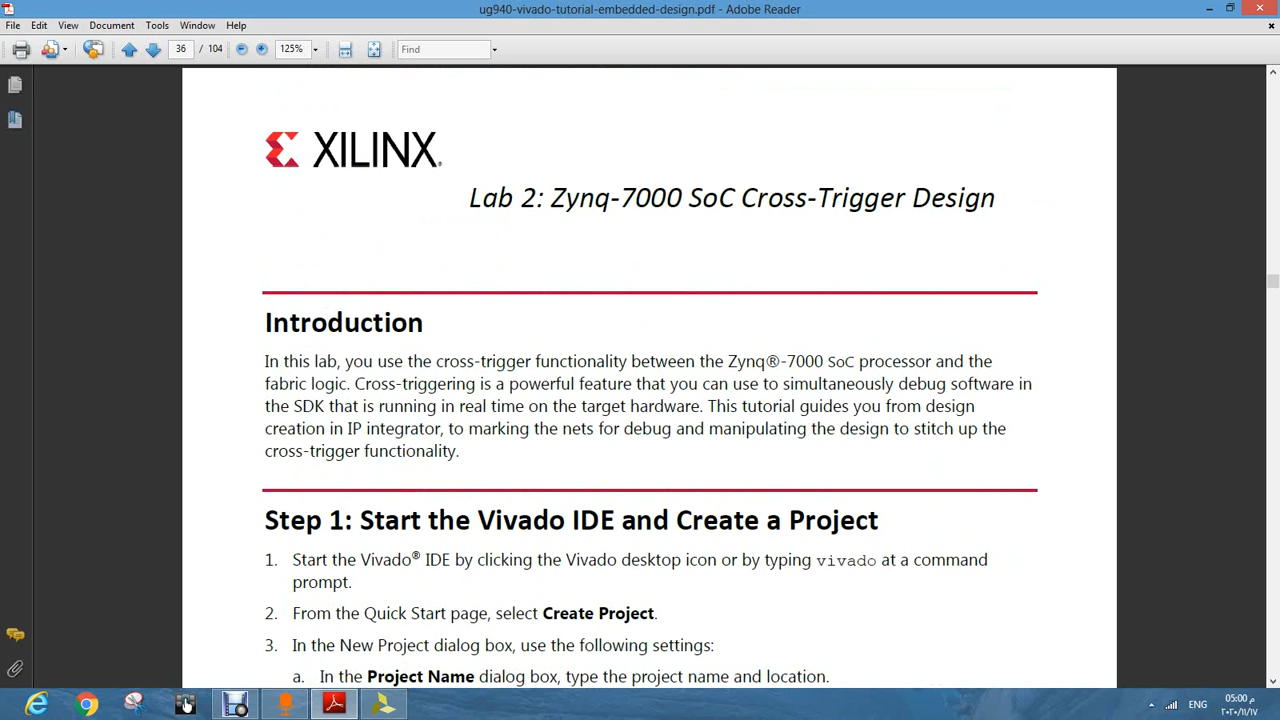 ug940-vivado-tutorial-embedded-design.pdf - Adobe Reader
File Edit View Document Tools Window Help
36 / 104 125% Find
XILINX®
Lab 2: Zynq-7000 SoC Cross-Trigger Design
Introduction
In this lab, you use the cross-trigger functionality between the Zynq®-7000 SoC processor and the
fabric logic. Cross-triggering is a powerful feature that you can use to simultaneously debug software in
the SDK that is running in real time on the target hardware. This tutorial guides you from design
creation in IP integrator, to marking the nets for debug and manipulating the design to stitch up the
cross-trigger functionality.
Step 1: Start the Vivado IDE and Create a Project
1. Start the Vivado® IDE by clicking the Vivado desktop icon or by typing vivado at a command
prompt.
2. From the Quick Start page, select Create Project.
3. In the New Project dialog box, use the following settings:
a. In the Project Name dialog box, type the project name and location.
ENG
05:00 م
٢٠٢٠/١١/١٧